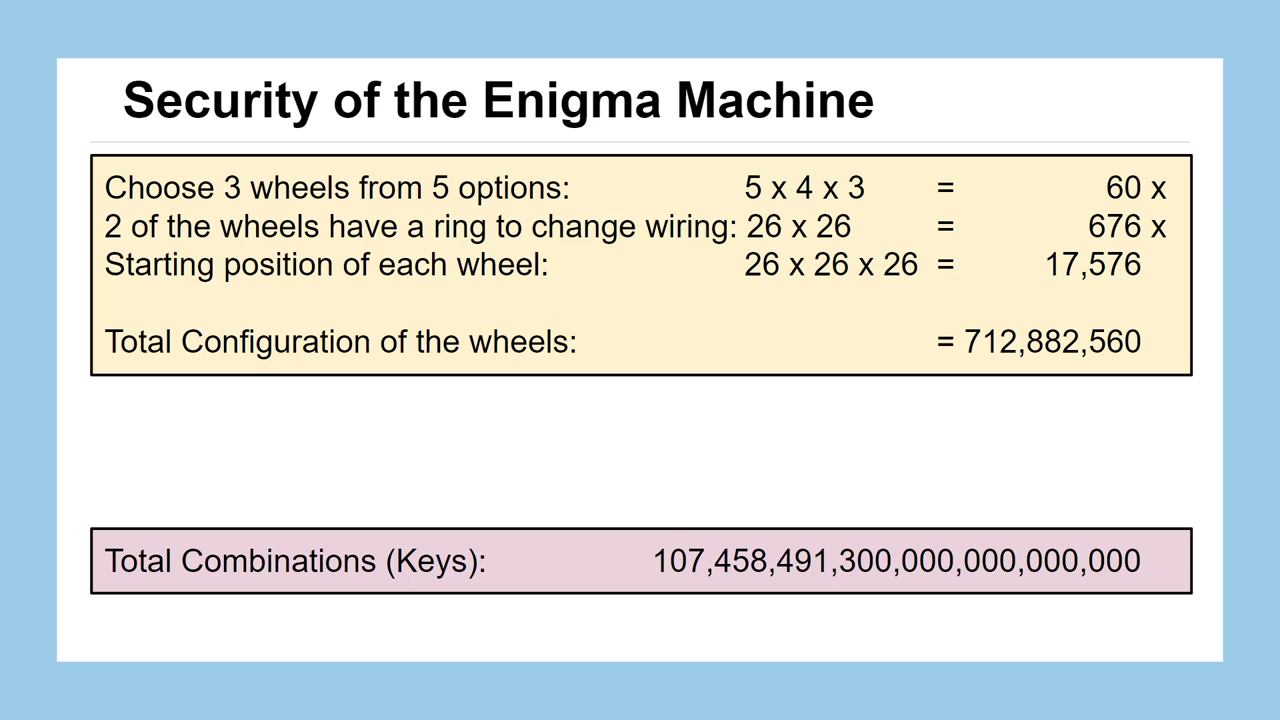 Security of the Enigma Machine
Choose 3 wheels from 5 options: 5 x 4 x 3 = 60 x
2 of the wheels have a ring to change wiring: 26 x 26 = 676 x
Starting position of each wheel: 26 x 26 x 26 = 17,576
Total Configuration of the wheels: = 712,882,560
Total Combinations (Keys): 107,458,491,300,000,000,000,000